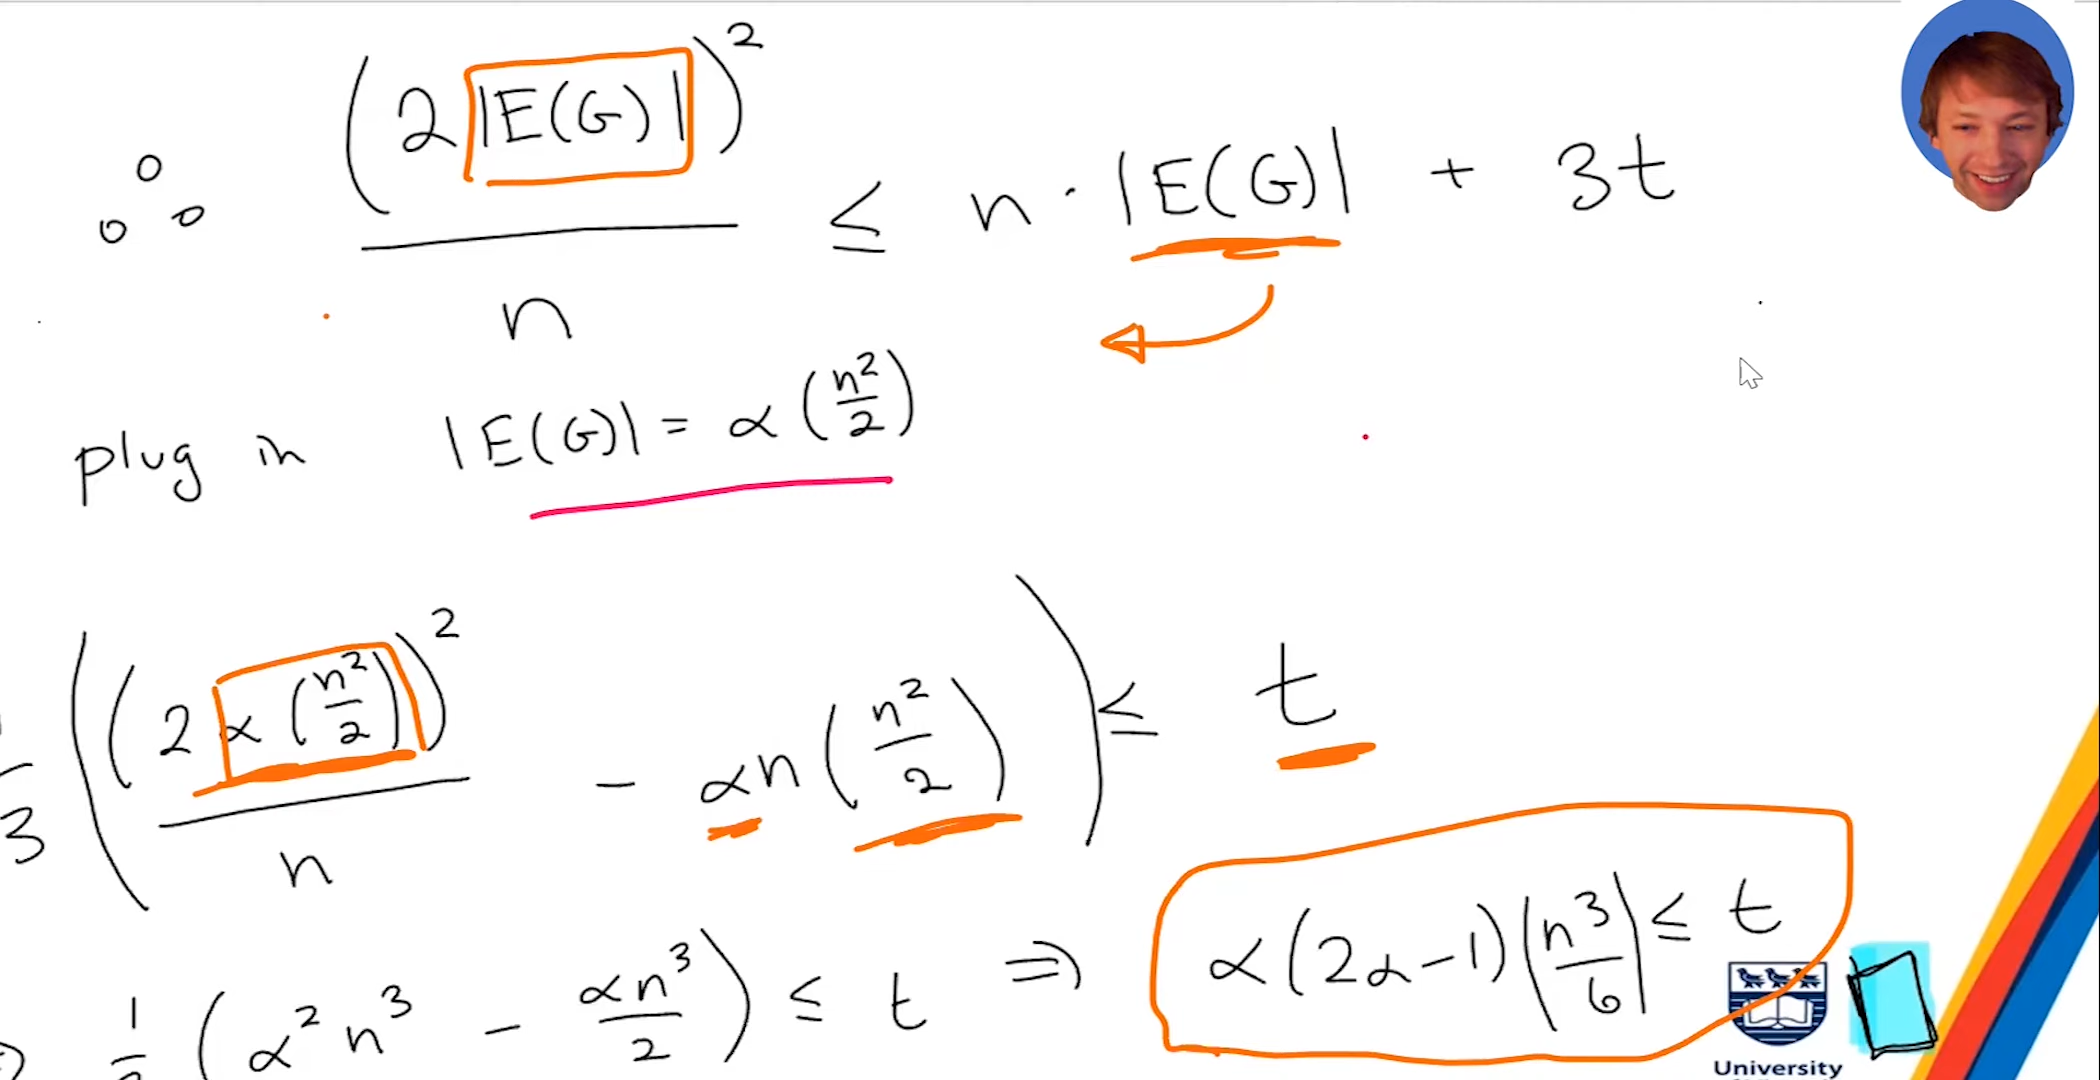 ∴ (2|E(G)|)² / n ≤ n · |E(G)| + 3t
plug in |E(G)| = α(n²/2)
1/3 ((2α(n²/2))² / n − αn(n²/2)) ≤ t
1/3 (α²n³ − αn³/2) ≤ t ⇒ α(2α−1)(n³/6) ≤ t
University